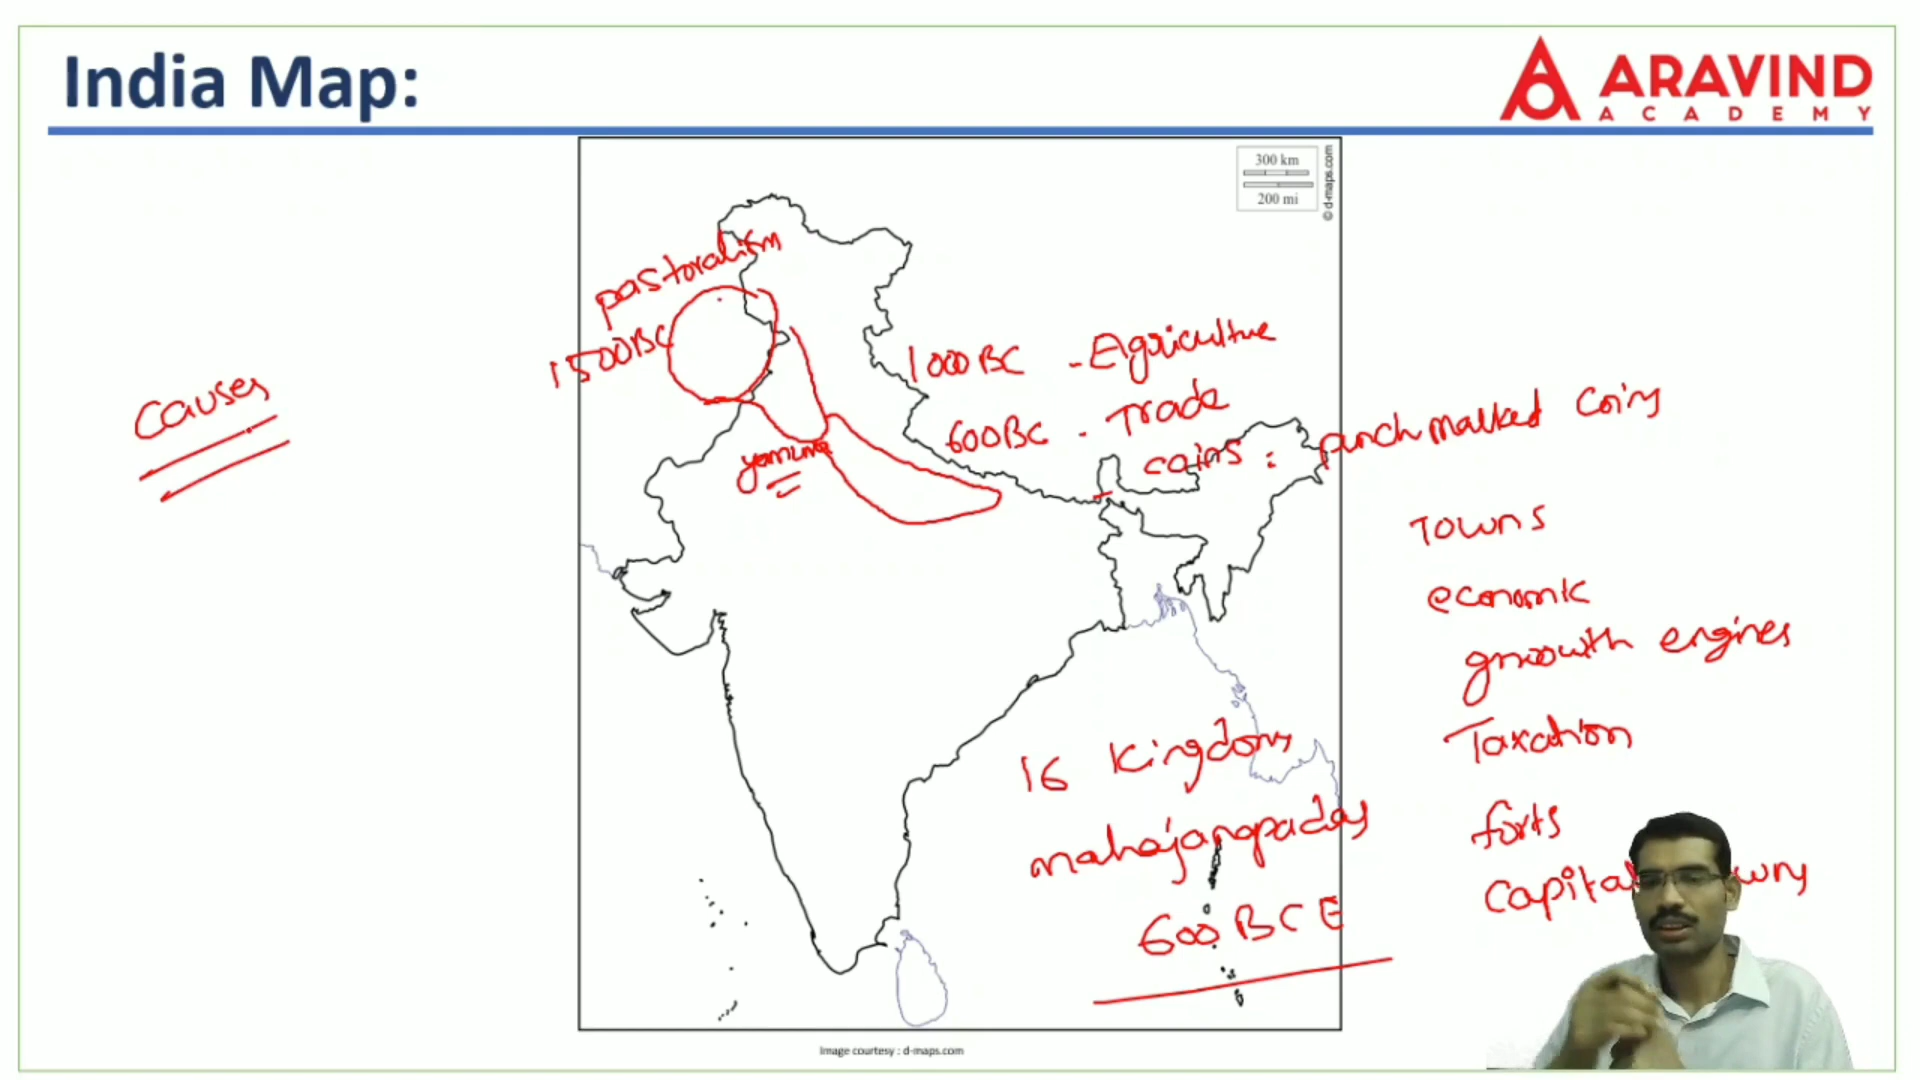 India Map:
ARAVIND
ACADEMY
300 km
200 mi
© d-maps.com
pastoralism
1500BC
causes
1000BC - Agriculture
600BC - Trade
coins : punch marked coins
yamuna
Towns
economic
growth engines
Taxation
16 Kingdoms
mahajanapadas
600 BCE
forts
Capital
Image courtesy : d-maps.com